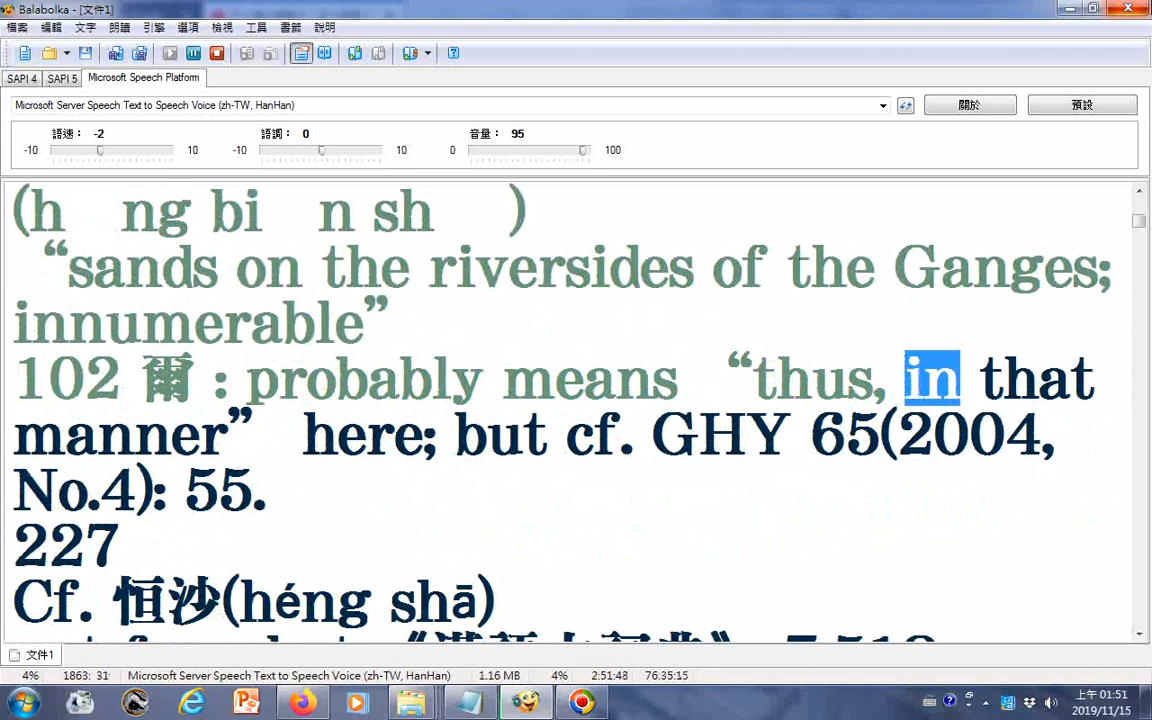 Balabolka - [文件1]
檔案 編輯 文字 朗讀 引擎 選項 檢視 工具 書籤 說明
SAPI 4 SAPI 5 Microsoft Speech Platform
Microsoft Server Speech Text to Speech Voice (zh-TW, HanHan) 關於 預設
語速： -2 語調： 0 音量： 95
-10 10 -10 10 0 100
(h ng bi n sh )
“sands on the riversides of the Ganges;
innumerable”
102 爾 : probably means “thus, in that
manner” here; but cf. GHY 65(2004,
No.4): 55.
227
Cf. 恒沙(héng shā)
文件1
4% 1863: 31 Microsoft Server Speech Text to Speech Voice (zh-TW, HanHan) 1.16 MB 4% 2:51:48 76:35:15
上午 01:51
2019/11/15